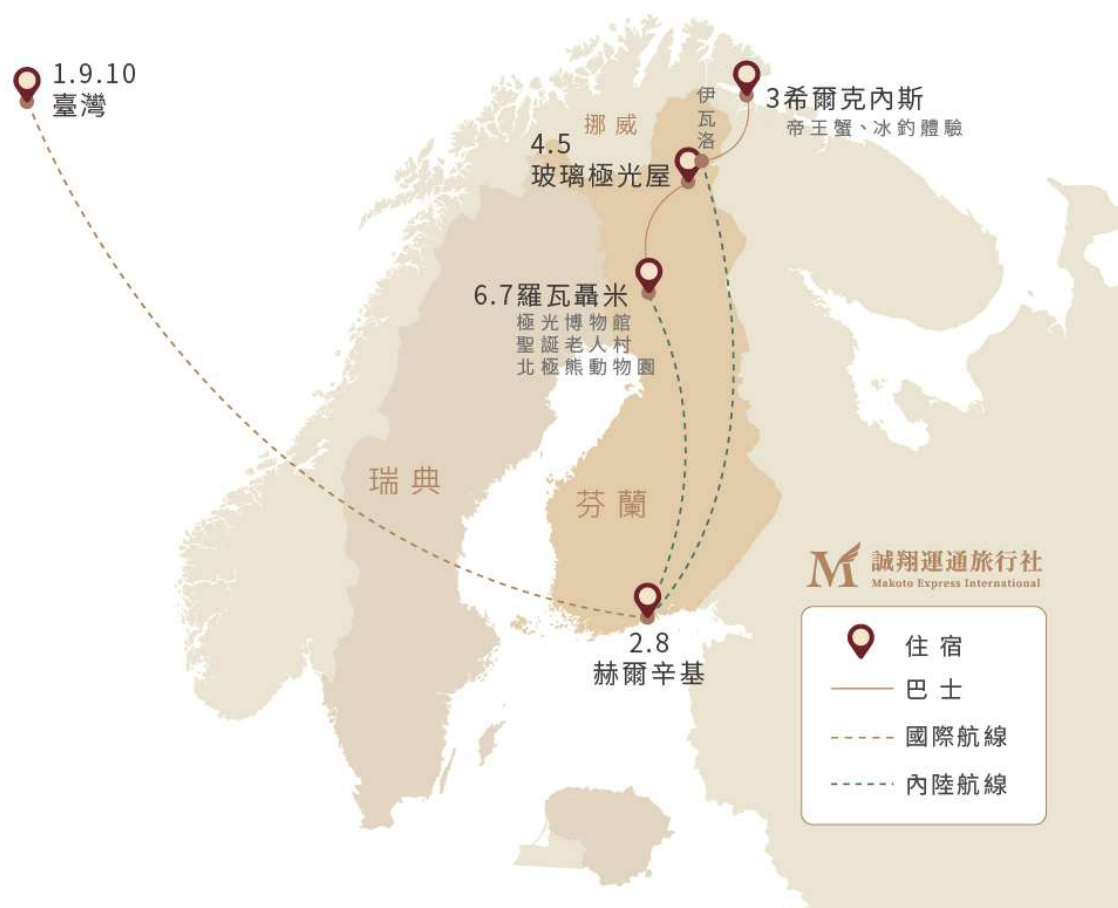 1.9.10
臺灣
伊瓦洛
3希爾克內斯
帝王蟹、冰釣體驗
挪威
4.5
玻璃極光屋
6.7羅瓦聶米
極光博物館
聖誕老人村
北極熊動物園
瑞典
芬蘭
2.8
赫爾辛基
M 誠翔運通旅行社
Makoto Express International
住宿
巴士
國際航線
內陸航線